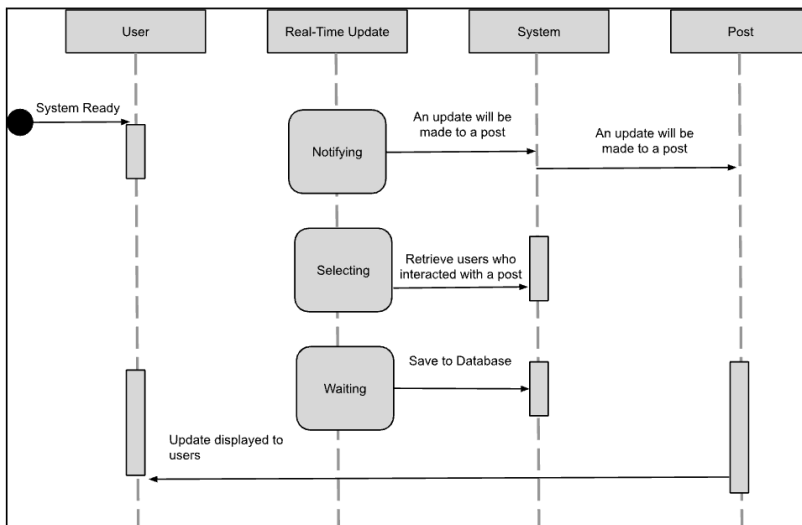 User
Real-Time Update
System
Post
System Ready
An update will be
made to a post
An update will be
made to a post
Notifying
Selecting
Retrieve users who
interacted with a post
Waiting
Save to Database
Update displayed to
users